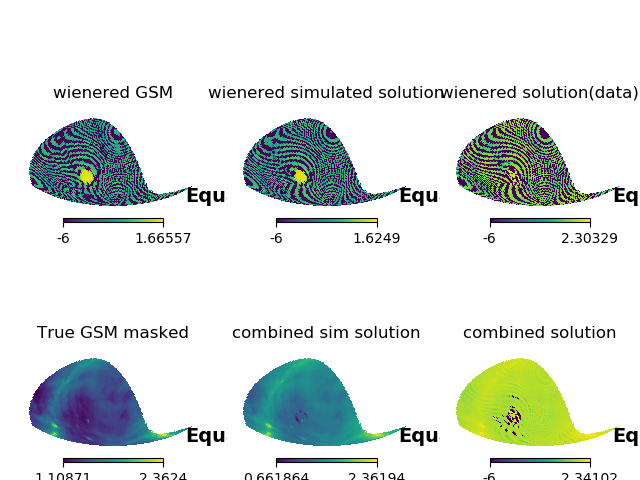 wienered GSM
wienered simulated solution
wienered solution(data)
Equ
Equ
Eq
-6 1.66557
-6 1.6249
-6 2.30329
True GSM masked
combined sim solution
combined solution
Equ
Equ
Eq
1.10871 2.3624
0.661864 2.36194
-6 2.34102